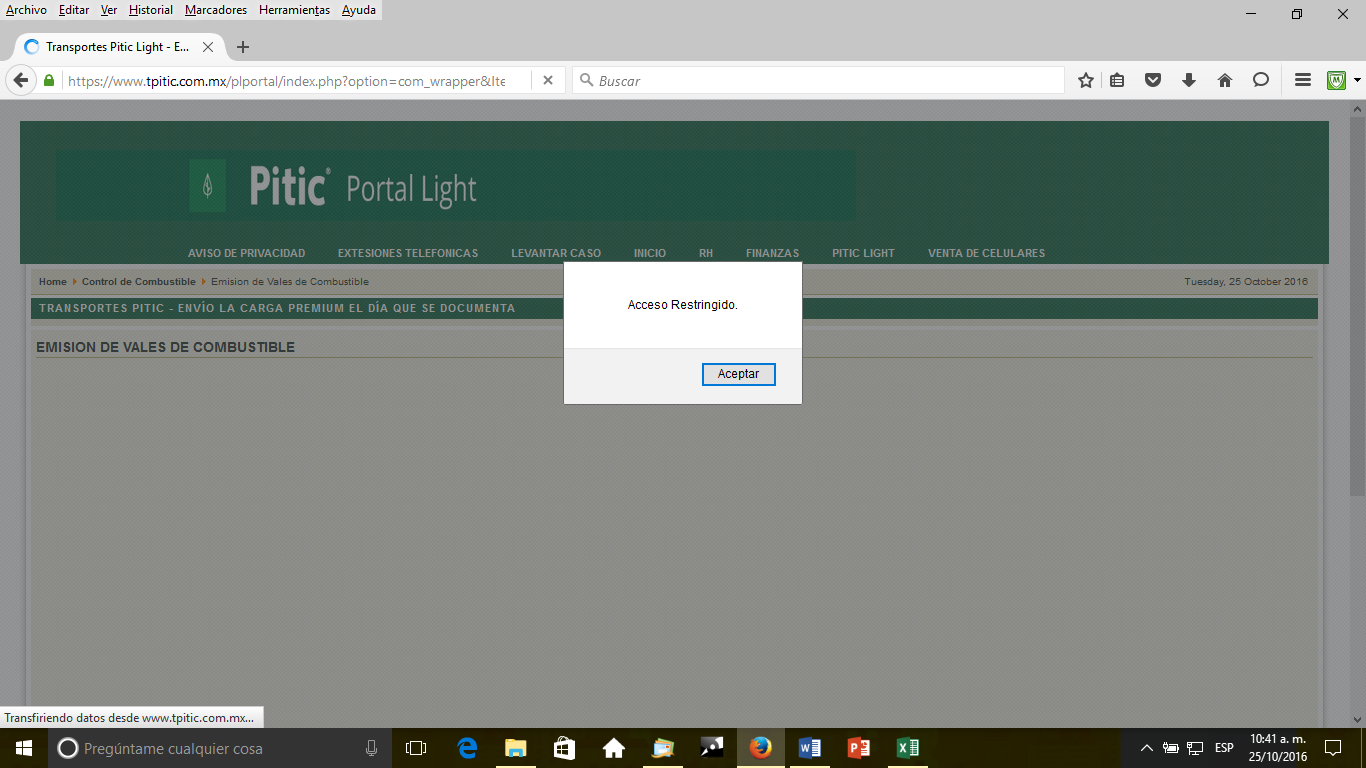 Archivo Editar Ver Historial Marcadores Herramientas Ayuda
Transportes Pitic Light - E...
https://www.tpitic.com.mx/plportal/index.php?option=com_wrapper&Ite
Buscar
Pitic® Portal Light
AVISO DE PRIVACIDAD EXTESIONES TELEFONICAS LEVANTAR CASO INICIO RH FINANZAS PITIC LIGHT VENTA DE CELULARES
Home Control de Combustible Emision de Vales de Combustible Tuesday, 25 October 2016
TRANSPORTES PITIC - ENVÍO LA CARGA PREMIUM EL DÍA QUE SE DOCUMENTA
EMISION DE VALES DE COMBUSTIBLE
Acceso Restringido.
Aceptar
Transfiriendo datos desde www.tpitic.com.mx...
Pregúntame cualquier cosa
ESP
10:41 a. m.
25/10/2016